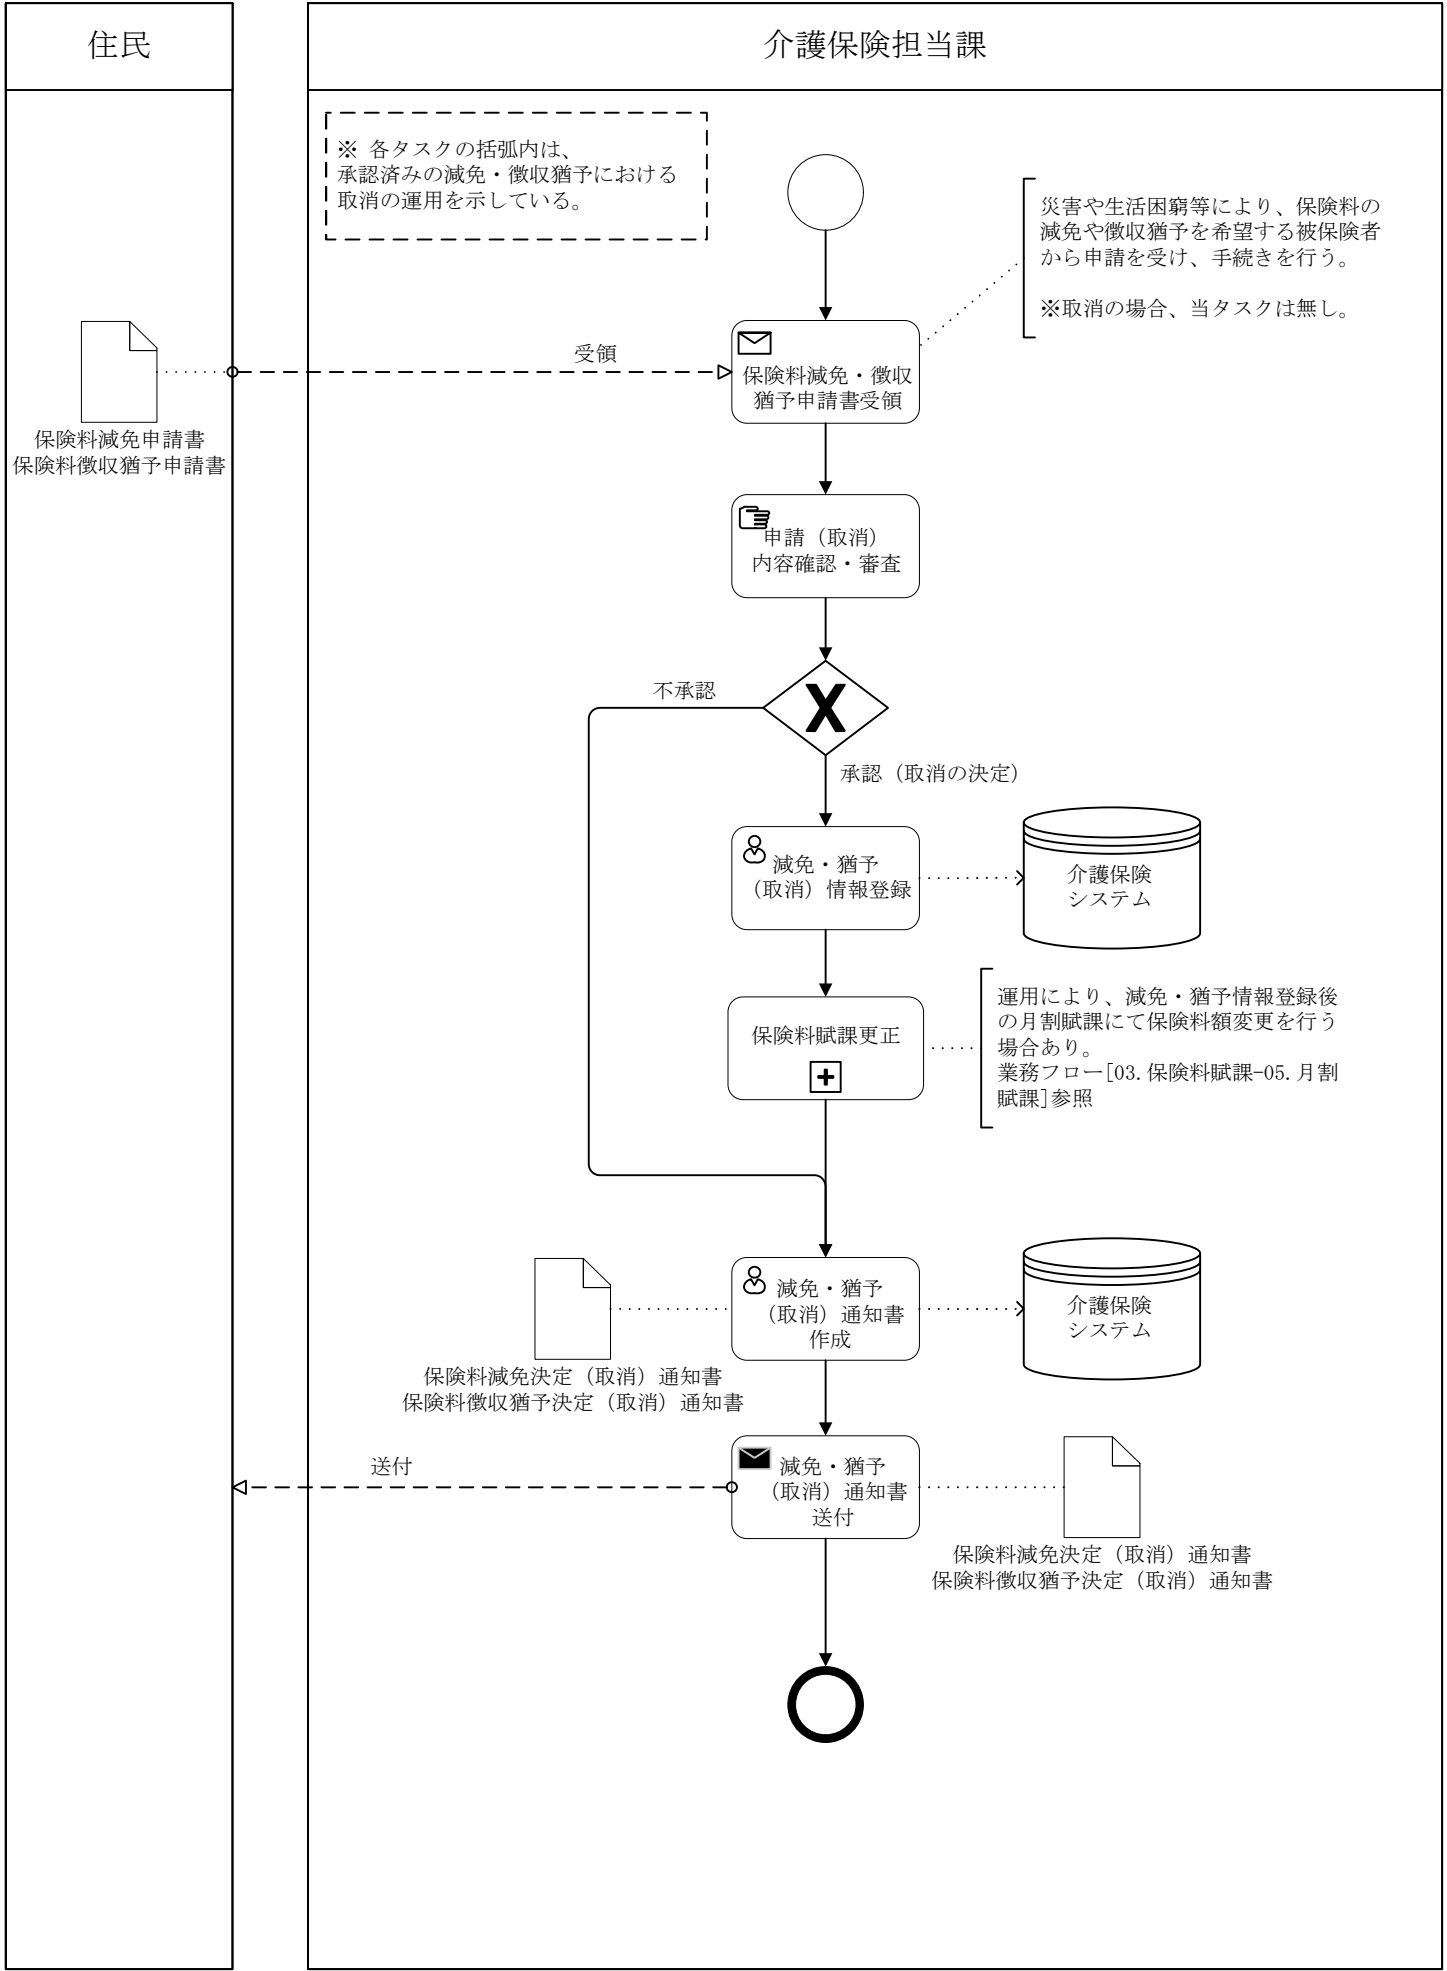 住民
介護保険担当課
※ 各タスクの括弧内は、
承認済みの減免・徴収猶予における
取消の運用を示している。
災害や生活困窮等により、保険料の
減免や徴収猶予を希望する被保険者
から申請を受け、手続きを行う。
※取消の場合、当タスクは無し。
受領
保険料減免・徴収
猶予申請書受領
保険料減免申請書
保険料徴収猶予申請書
申請（取消）
内容確認・審査
不承認
X
承認（取消の決定）
減免・猶予
（取消）情報登録
介護保険
システム
保険料賦課更正
運用により、減免・猶予情報登録後
の月割賦課にて保険料額変更を行う
場合あり。
業務フロー[03.保険料賦課-05.月割
賦課]参照
減免・猶予
（取消）通知書
作成
介護保険
システム
保険料減免決定（取消）通知書
保険料徴収猶予決定（取消）通知書
送付
減免・猶予
（取消）通知書
送付
保険料減免決定（取消）通知書
保険料徴収猶予決定（取消）通知書